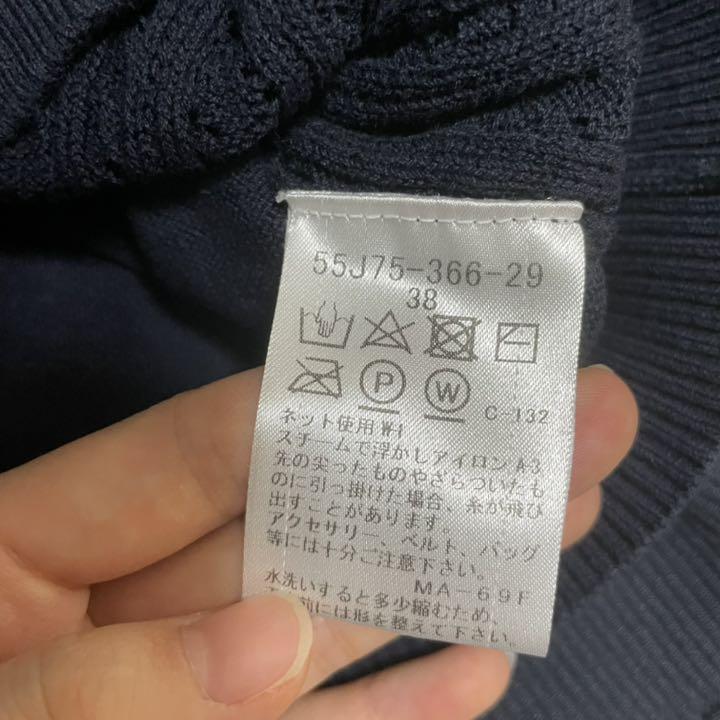 55J75-366-29
38
P
W
C-132
ネット使用 W-1
スチームで浮かしアイロン A-3
先の尖ったものやざらついたも
のに引っ掛けた場合、糸が飛び
出すことがあります。
アクセサリー、ベルト、バッグ
等には十分ご注意下さい。
MA-69F
水洗いすると多少縮むため、
前には形を整えて下さい。